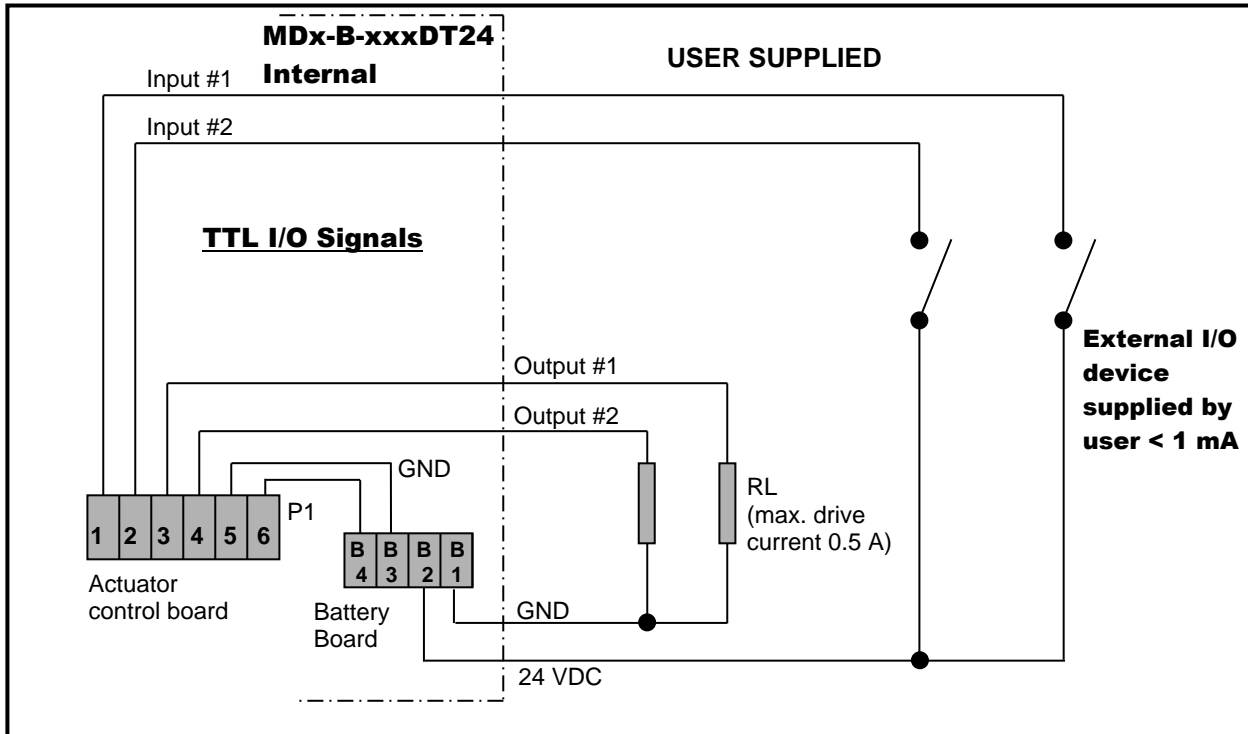 MDx-B-xxxDT24
Internal
USER SUPPLIED
Input #1
Input #2
TTL I/O Signals
External I/O
device
supplied by
user < 1 mA
Output #1
Output #2
GND
RL
(max. drive
current 0.5 A)
P1
1 2 3 4 5 6
B B B B
4 3 2 1
Actuator
control board
Battery
Board
GND
24 VDC